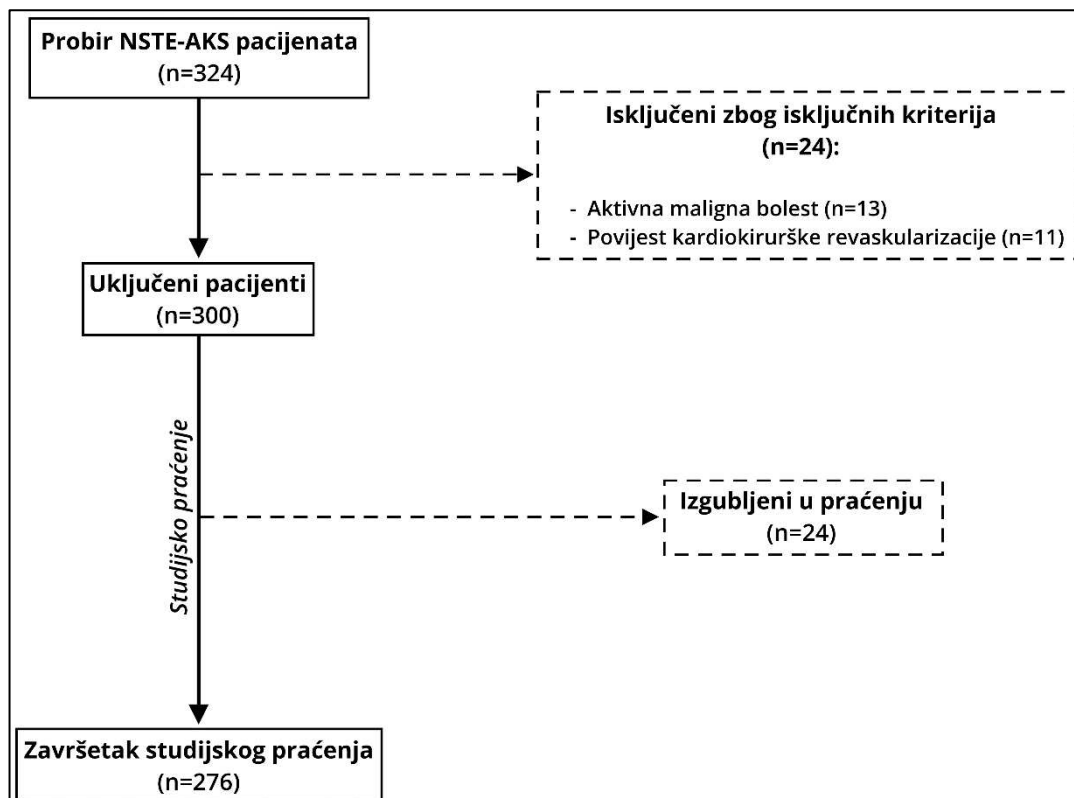 Probir NSTE-AKS pacijenata
(n=324)
Isključeni zbog isključnih kriterija
(n=24):
- Aktivna maligna bolest (n=13)
- Povijest kardiokirurške revaskularizacije (n=11)
Uključeni pacijenti
(n=300)
Studijsko praćenje
Izgubljeni u praćenju
(n=24)
Završetak studijskog praćenja
(n=276)